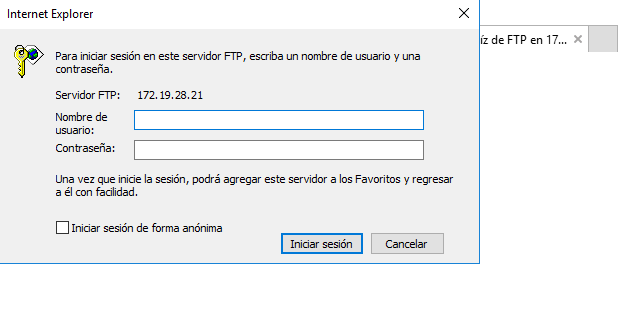 Internet Explorer
íz de FTP en 17...
Para iniciar sesión en este servidor FTP, escriba un nombre de usuario y una
contraseña.
Servidor FTP: 172.19.28.21
Nombre de
usuario:
Contraseña:
Una vez que inicie la sesión, podrá agregar este servidor a los Favoritos y regresar
a él con facilidad.
Iniciar sesión de forma anónima
Iniciar sesión
Cancelar